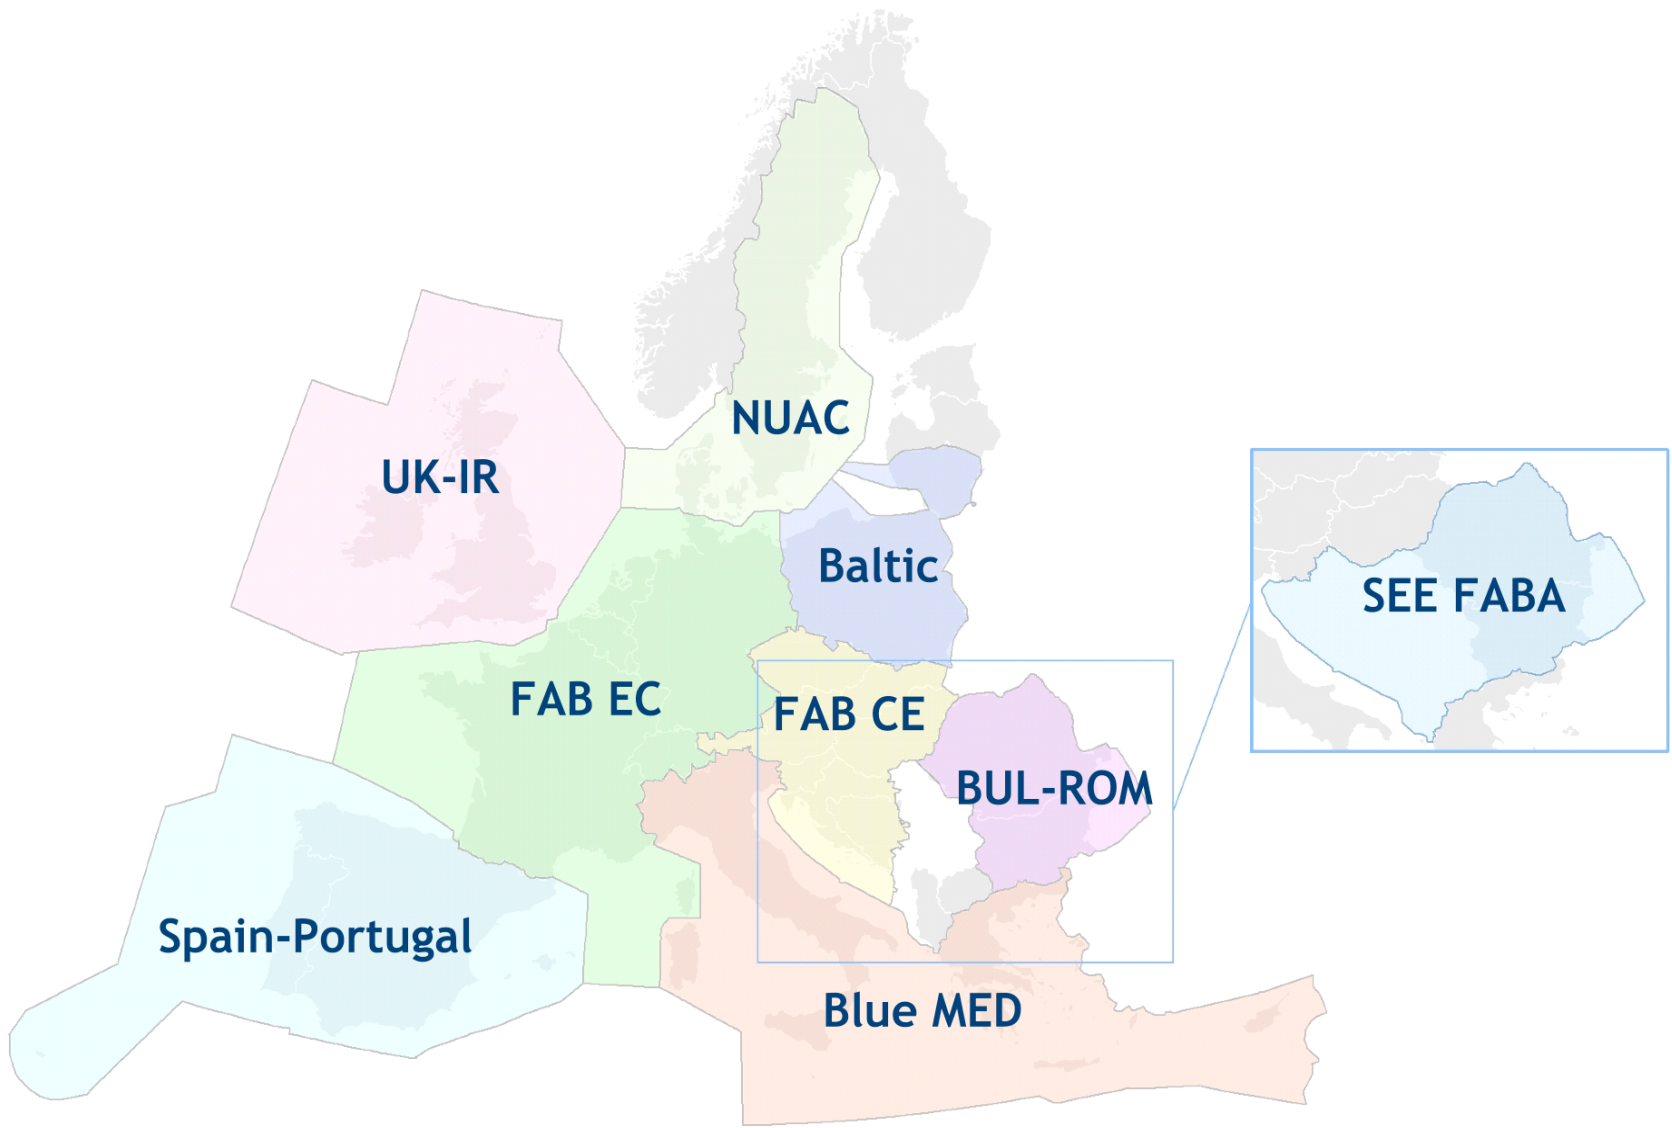 NUAC
UK-IR
Baltic
SEE FABA
FAB EC
FAB CE
BUL-ROM
Spain-Portugal
Blue MED